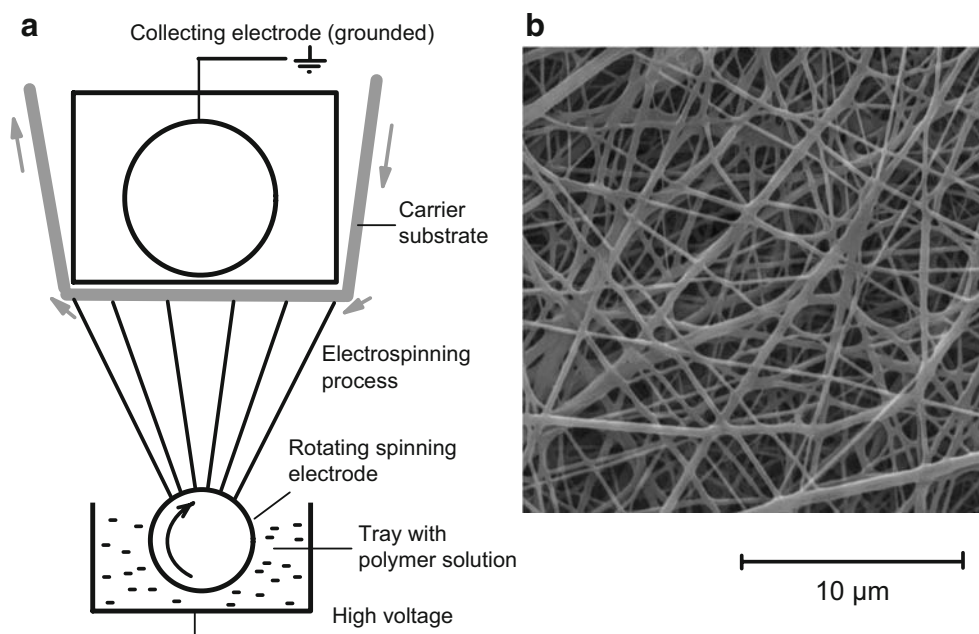 a
Collecting electrode (grounded)
Carrier
substrate
Electrospinning
process
Rotating spinning
electrode
Tray with
polymer solution
High voltage
b
10 µm